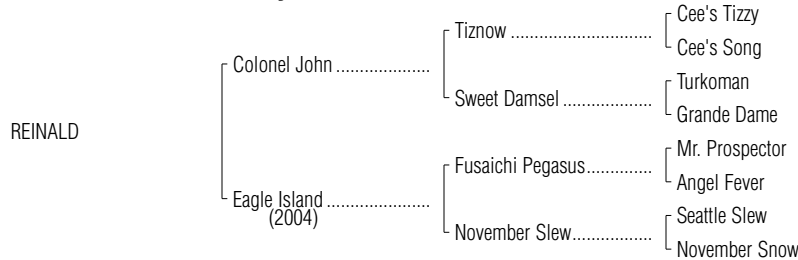 Cee's Tizzy
Tiznow ............................
Cee's Song
Colonel John ....................
Turkoman
Sweet Damsel .................
Grande Dame
REINALD
Mr. Prospector
Fusaichi Pegasus.............
Angel Fever
Eagle Island ......................
(2004)
Seattle Slew
November Slew................
November Snow